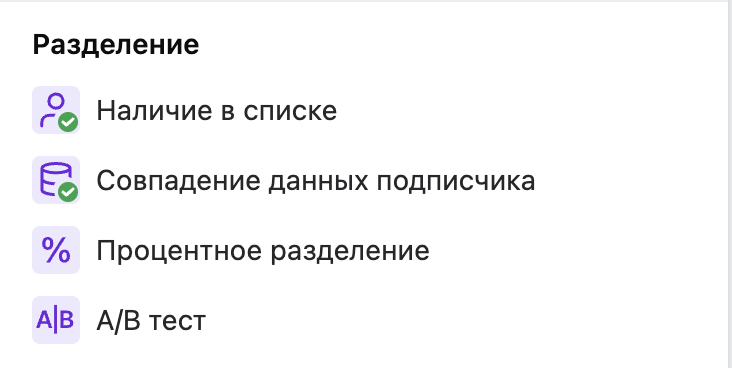 Разделение
Наличие в списке
Совпадение данных подписчика
%
Процентное разделение
A|B
A/B тест